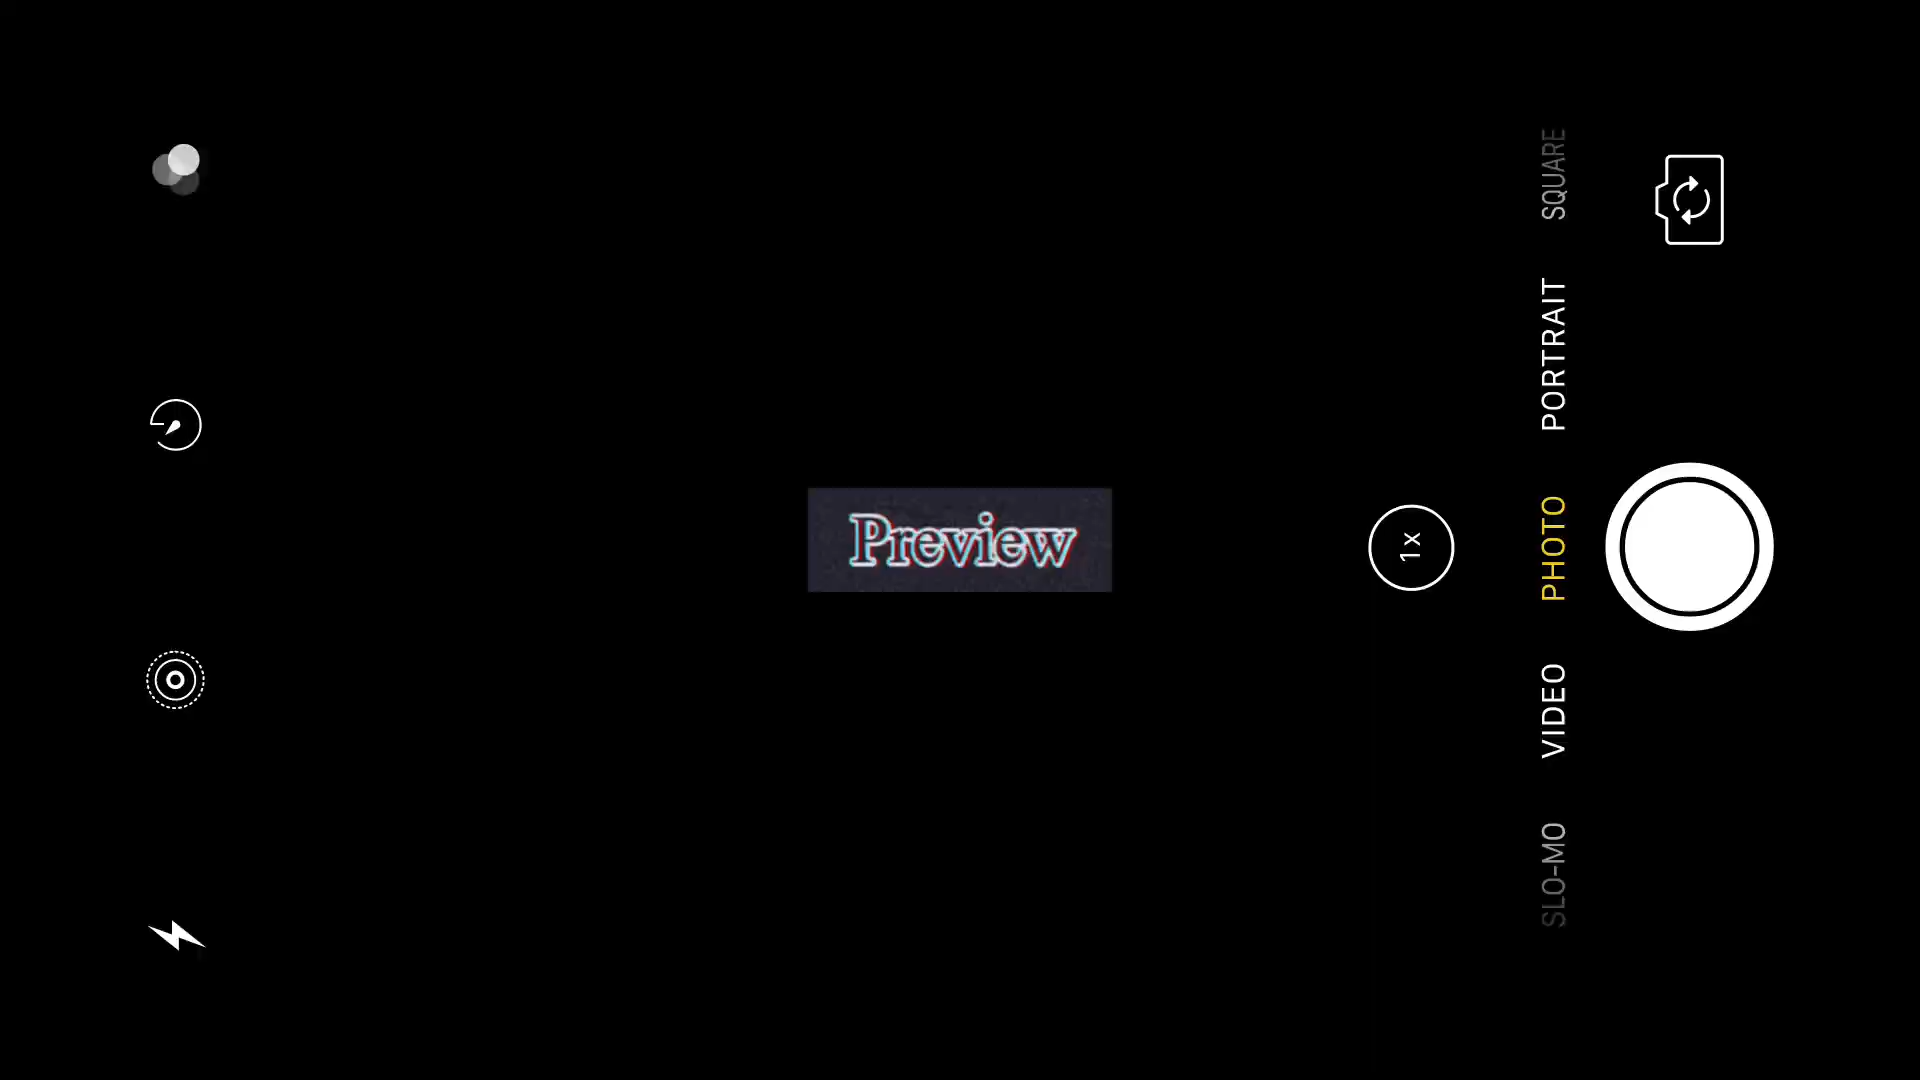 SQUARE
PORTRAIT
PHOTO
VIDEO
SLO-MO
1x
Preview